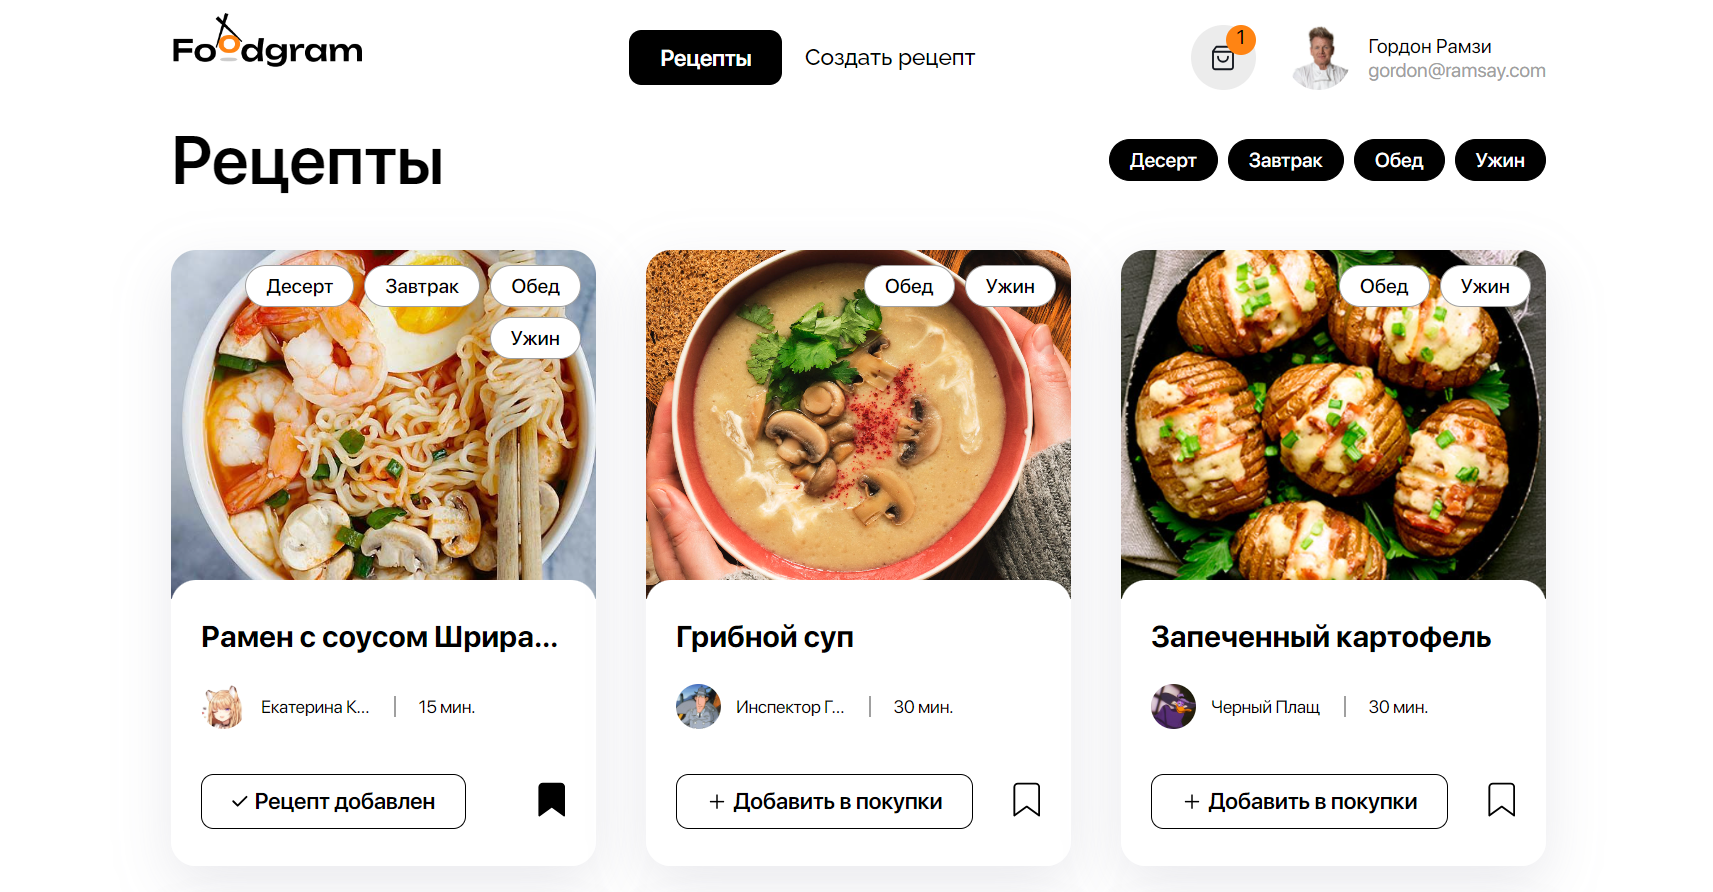 Foodgram
Рецепты
Создать рецепт
1
Гордон Рамзи
gordon@ramsay.com
Рецепты
Десерт
Завтрак
Обед
Ужин
Десерт
Завтрак
Обед
Ужин
Рамен с соусом Шрира...
Екатерина К...
15 мин.
Рецепт добавлен
Обед
Ужин
Грибной суп
Инспектор Г...
30 мин.
+ Добавить в покупки
Обед
Ужин
Запеченный картофель
Черный Плащ
30 мин.
+ Добавить в покупки